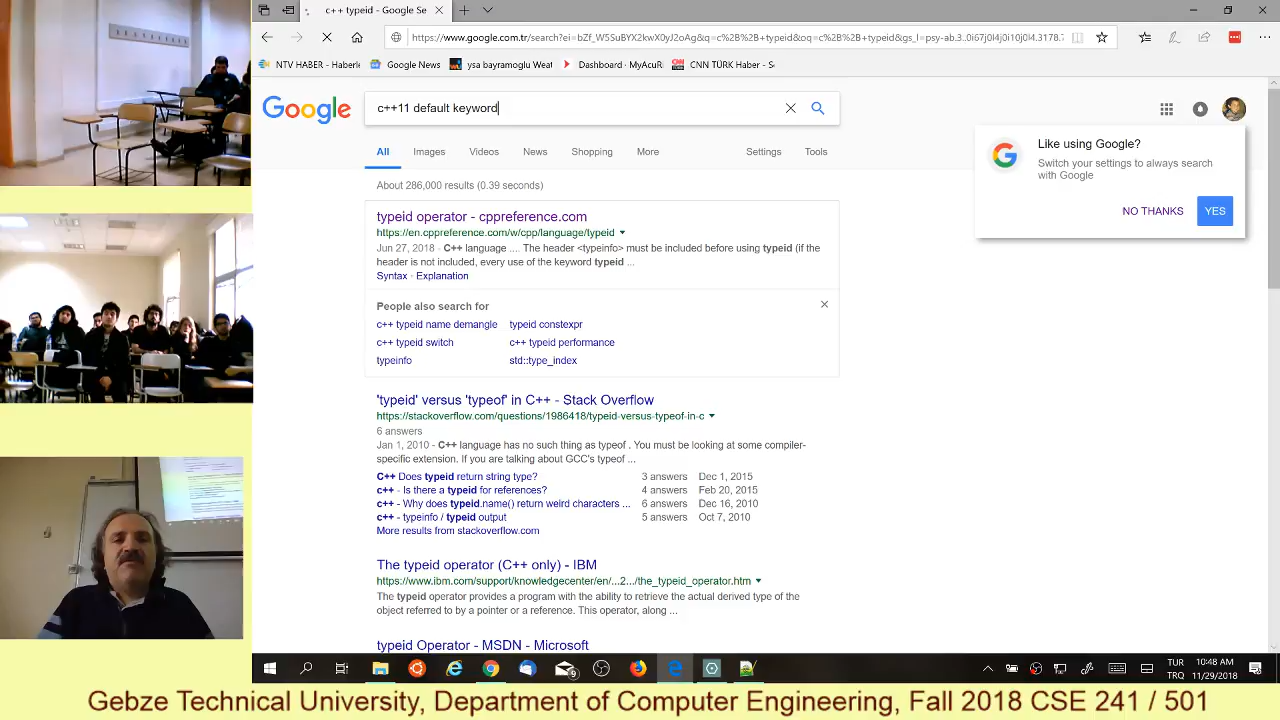 c++ typeid - Google Se
https://www.google.com.tr/search?ei=bZf_W5SuBYX2kwX0yJ2oAg&q=c%2B%2B+typeid&oq=c%2B%2B+typeid&gs_l=psy-ab.3..0i67j0l4j0i10j0l4.3178.7
NTV HABER - Haberle
Google News
ysa bayramoglu Weat
Dashboard · MyAcuRi
CNN TÜRK Haber - Sc
Google
c++11 default keyword
All Images Videos News Shopping More Settings Tools
Like using Google?
Switch your settings to always search
with Google
NO THANKS YES
About 286,000 results (0.39 seconds)
typeid operator - cppreference.com
https://en.cppreference.com/w/cpp/language/typeid
Jun 27, 2018 - C++ language .... The header <typeinfo> must be included before using typeid (if the
header is not included, every use of the keyword typeid ...
Syntax · Explanation
People also search for
c++ typeid name demangle typeid constexpr
c++ typeid switch c++ typeid performance
typeinfo std::type_index
'typeid' versus 'typeof' in C++ - Stack Overflow
https://stackoverflow.com/questions/1986418/typeid-versus-typeof-in-c
6 answers
Jan 1, 2010 - C++ language has no such thing as typeof . You must be looking at some compiler-
specific extension. If you are talking about GCC's typeof ...
C++ Does typeid return string type? 3 answers Dec 1, 2015
c++ - Is there a typeid for references? 4 answers Feb 20, 2015
c++ - Why does typeid.name() return weird characters ... 6 answers Dec 16, 2010
c++ - typeinfo / typeid output 5 answers Oct 7, 2010
More results from stackoverflow.com
The typeid operator (C++ only) - IBM
https://www.ibm.com/support/knowledgecenter/en/...2.../the_typeid_operator.htm
The typeid operator provides a program with the ability to retrieve the actual derived type of the
object referred to by a pointer or a reference. This operator, along ...
typeid Operator - MSDN - Microsoft
TUR 10:48 AM
TRQ 11/29/2018
Gebze Technical University, Department of Computer Engineering, Fall 2018 CSE 241 / 501